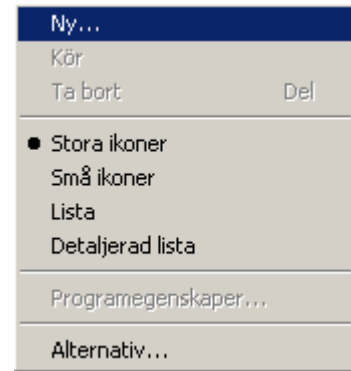 Ny...
Kör
Ta bort Del
Stora ikoner
Små ikoner
Lista
Detaljerad lista
Programegenskaper...
Alternativ...